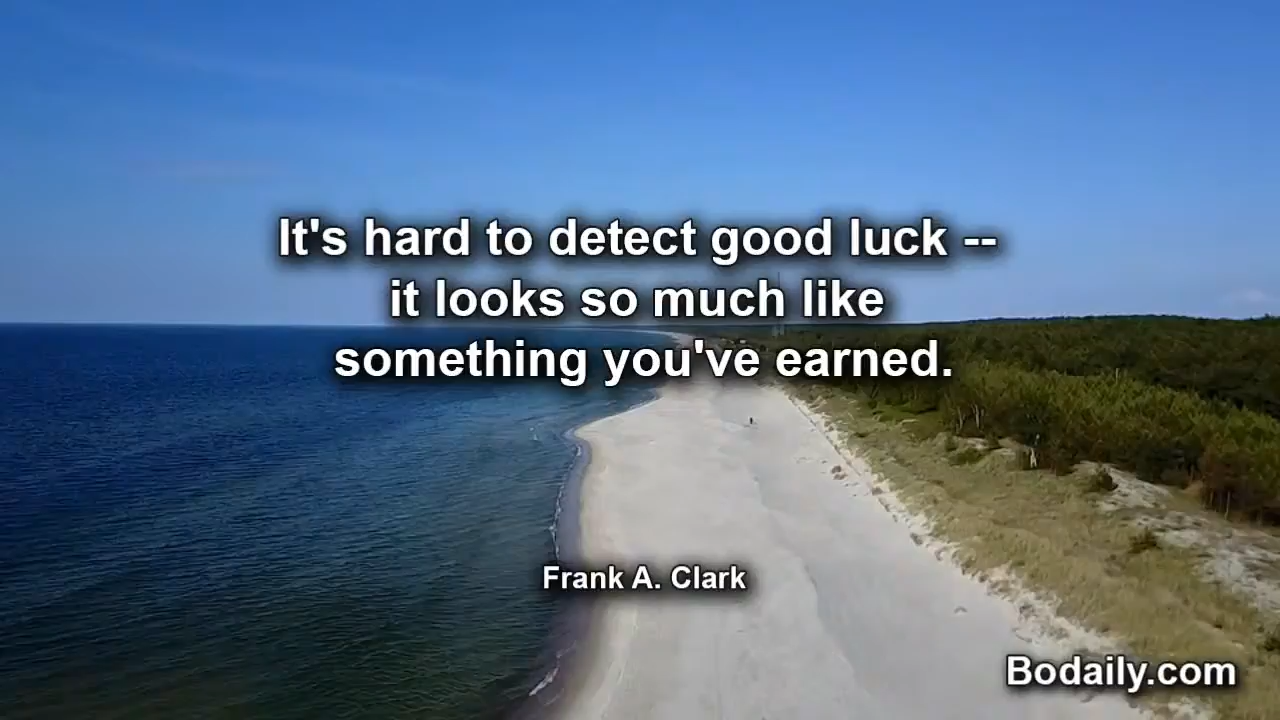 It's hard to detect good luck --
it looks so much like
something you've earned.
Frank A. Clark
Bodaily.com